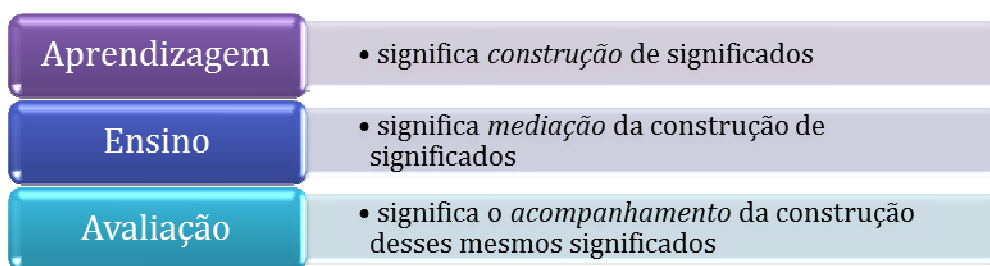 Aprendizagem
• significa construção de significados
Ensino
• significa mediação da construção de
significados
Avaliação
• significa o acompanhamento da construção
desses mesmos significados